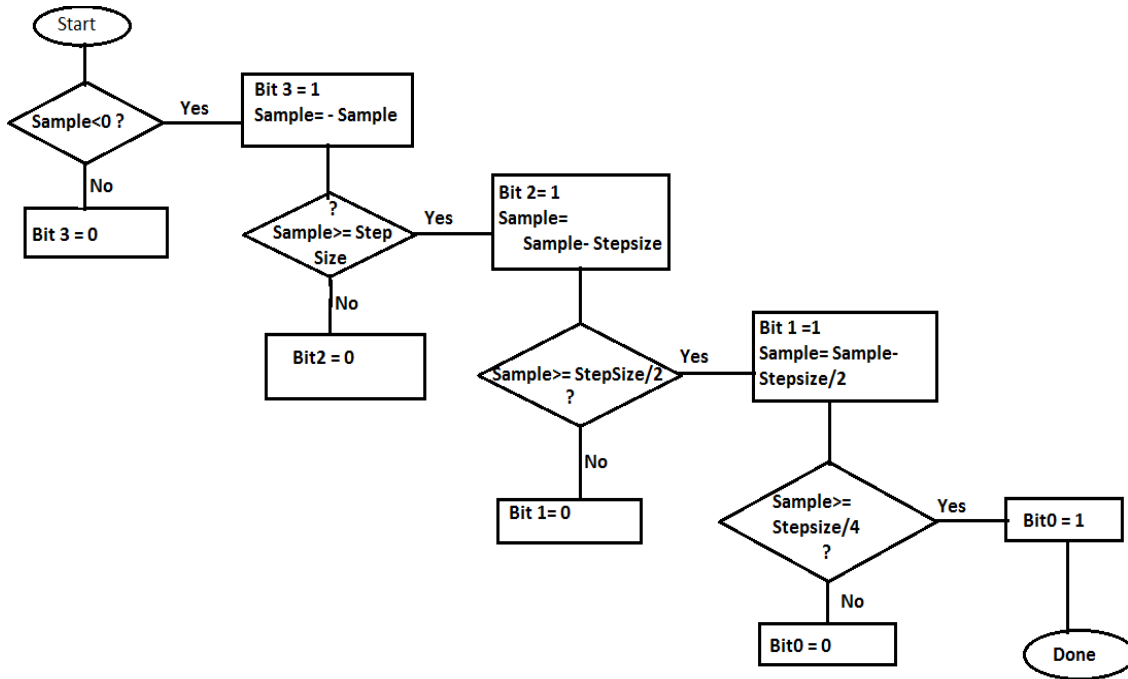 Start
Sample<0 ?
Yes
Bit 3 = 1
Sample= - Sample
No
Bit 3 = 0
?
Sample>= Step
Size
Yes
Bit 2= 1
Sample=
Sample- Stepsize
No
Bit2 = 0
Sample>= StepSize/2
?
Yes
Bit 1 =1
Sample= Sample-
Stepsize/2
No
Bit 1= 0
Sample>=
Stepsize/4
?
Yes
Bit0 = 1
No
Bit0 = 0
Done